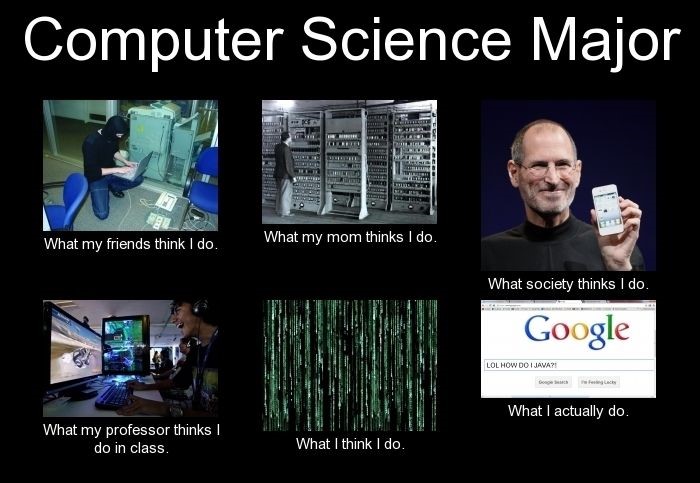 Computer Science Major
What my friends think I do.
What my mom thinks I do.
What society thinks I do.
What my professor thinks I
do in class.
What I think I do.
Google
LOL HOW DO I JAVA?!
Google Search
I'm Feeling Lucky
What I actually do.